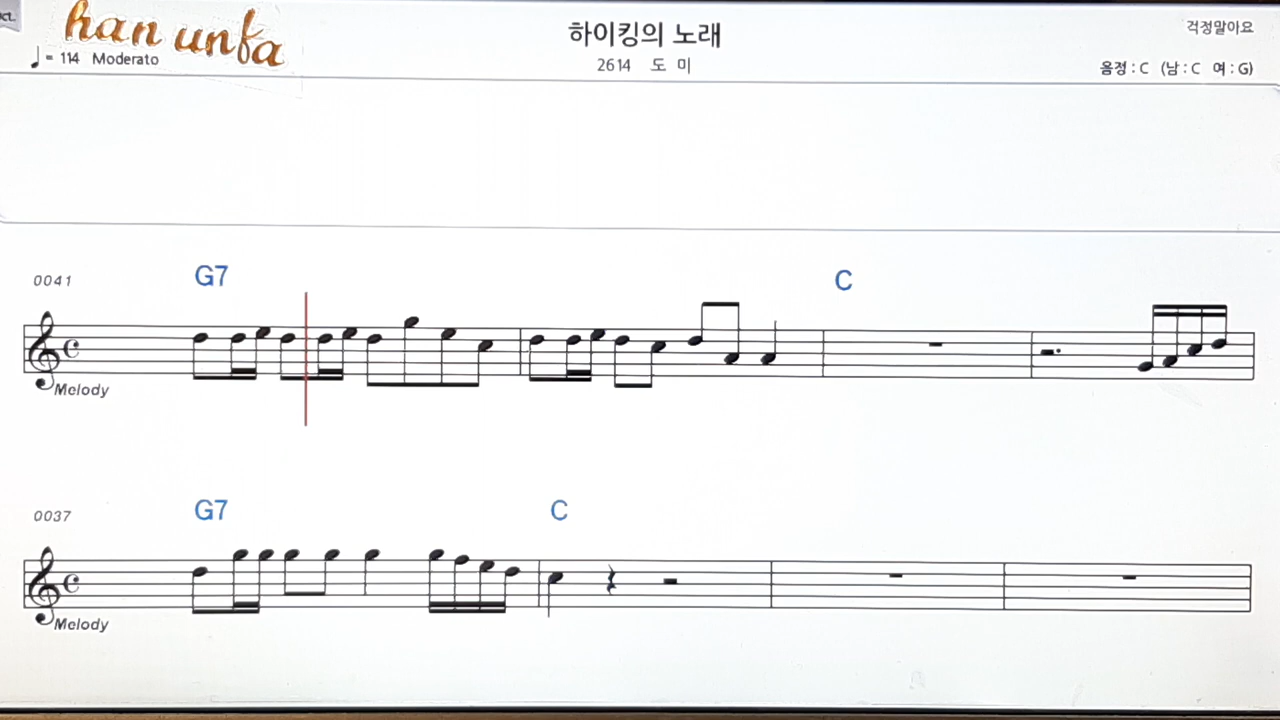 han unfa
♩= 114 Moderato
하이킹의 노래
2614 도 미
걱정말아요
음정 : C (남 : C 여 : G)
0041
G7
C
Melody
0037
G7
C
Melody